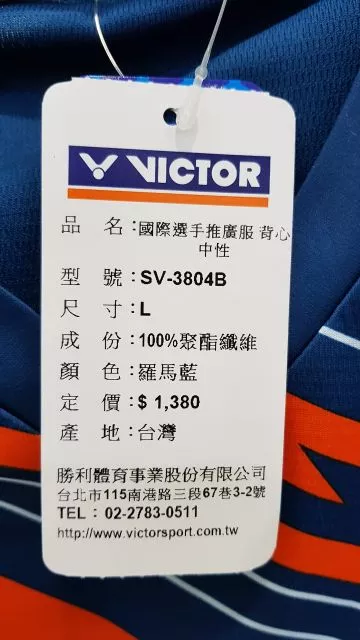 VICTOR
品 名：國際選手推廣服 背心
中性
型 號：SV-3804B
尺 寸：L
成 份：100%聚酯纖維
顏 色：羅馬藍
定 價：$ 1,380
產 地：台灣
勝利體育事業股份有限公司
台北市115南港路三段67巷3-2號
TEL： 02-2783-0511
http://www.victorsport.com.tw